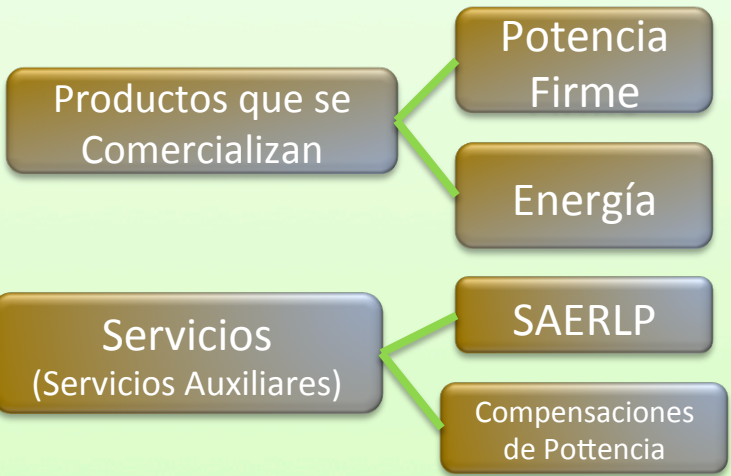 Productos que se
Comercializan
Potencia
Firme
Energía
Servicios
(Servicios Auxiliares)
SAERLP
Compensaciones
de Pottencia